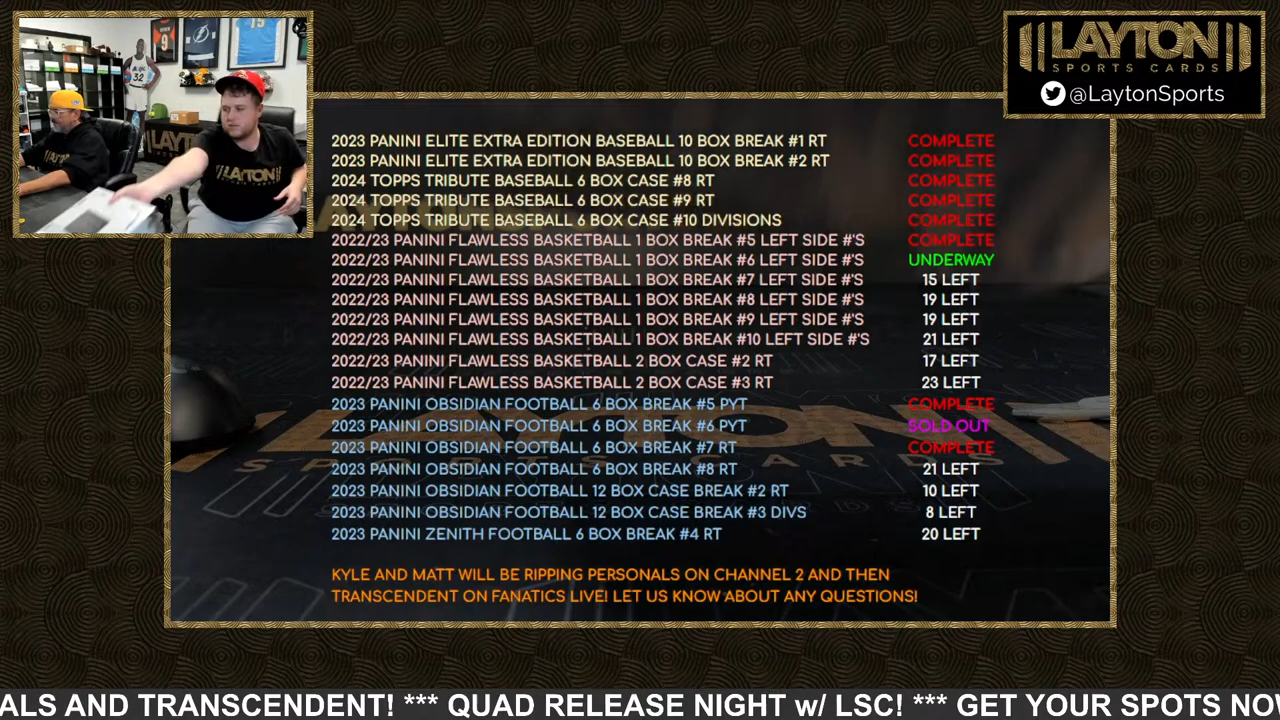 LAYTON
SPORTS CARDS
@LaytonSports
9
15
32
LAYTON
LAYTON
2023 PANINI ELITE EXTRA EDITION BASEBALL 10 BOX BREAK #1 RT COMPLETE
2023 PANINI ELITE EXTRA EDITION BASEBALL 10 BOX BREAK #2 RT COMPLETE
2024 TOPPS TRIBUTE BASEBALL 6 BOX CASE #8 RT COMPLETE
2024 TOPPS TRIBUTE BASEBALL 6 BOX CASE #9 RT COMPLETE
2024 TOPPS TRIBUTE BASEBALL 6 BOX CASE #10 DIVISIONS COMPLETE
2022/23 PANINI FLAWLESS BASKETBALL 1 BOX BREAK #5 LEFT SIDE #'S COMPLETE
2022/23 PANINI FLAWLESS BASKETBALL 1 BOX BREAK #6 LEFT SIDE #'S UNDERWAY
2022/23 PANINI FLAWLESS BASKETBALL 1 BOX BREAK #7 LEFT SIDE #'S 15 LEFT
2022/23 PANINI FLAWLESS BASKETBALL 1 BOX BREAK #8 LEFT SIDE #'S 19 LEFT
2022/23 PANINI FLAWLESS BASKETBALL 1 BOX BREAK #9 LEFT SIDE #'S 19 LEFT
2022/23 PANINI FLAWLESS BASKETBALL 1 BOX BREAK #10 LEFT SIDE #'S 21 LEFT
2022/23 PANINI FLAWLESS BASKETBALL 2 BOX CASE #2 RT 17 LEFT
2022/23 PANINI FLAWLESS BASKETBALL 2 BOX CASE #3 RT 23 LEFT
2023 PANINI OBSIDIAN FOOTBALL 6 BOX BREAK #5 PYT COMPLETE
2023 PANINI OBSIDIAN FOOTBALL 6 BOX BREAK #6 PYT SOLD OUT
2023 PANINI OBSIDIAN FOOTBALL 6 BOX BREAK #7 RT COMPLETE
2023 PANINI OBSIDIAN FOOTBALL 6 BOX BREAK #8 RT 21 LEFT
2023 PANINI OBSIDIAN FOOTBALL 12 BOX CASE BREAK #2 RT 10 LEFT
2023 PANINI OBSIDIAN FOOTBALL 12 BOX CASE BREAK #3 DIVS 8 LEFT
2023 PANINI ZENITH FOOTBALL 6 BOX BREAK #4 RT 20 LEFT
LAYTON
SPORTS CARDS
KYLE AND MATT WILL BE RIPPING PERSONALS ON CHANNEL 2 AND THEN
TRANSCENDENT ON FANATICS LIVE! LET US KNOW ABOUT ANY QUESTIONS!
ALS AND TRANSCENDENT! *** QUAD RELEASE NIGHT w/ LSC! *** GET YOUR SPOTS NOW